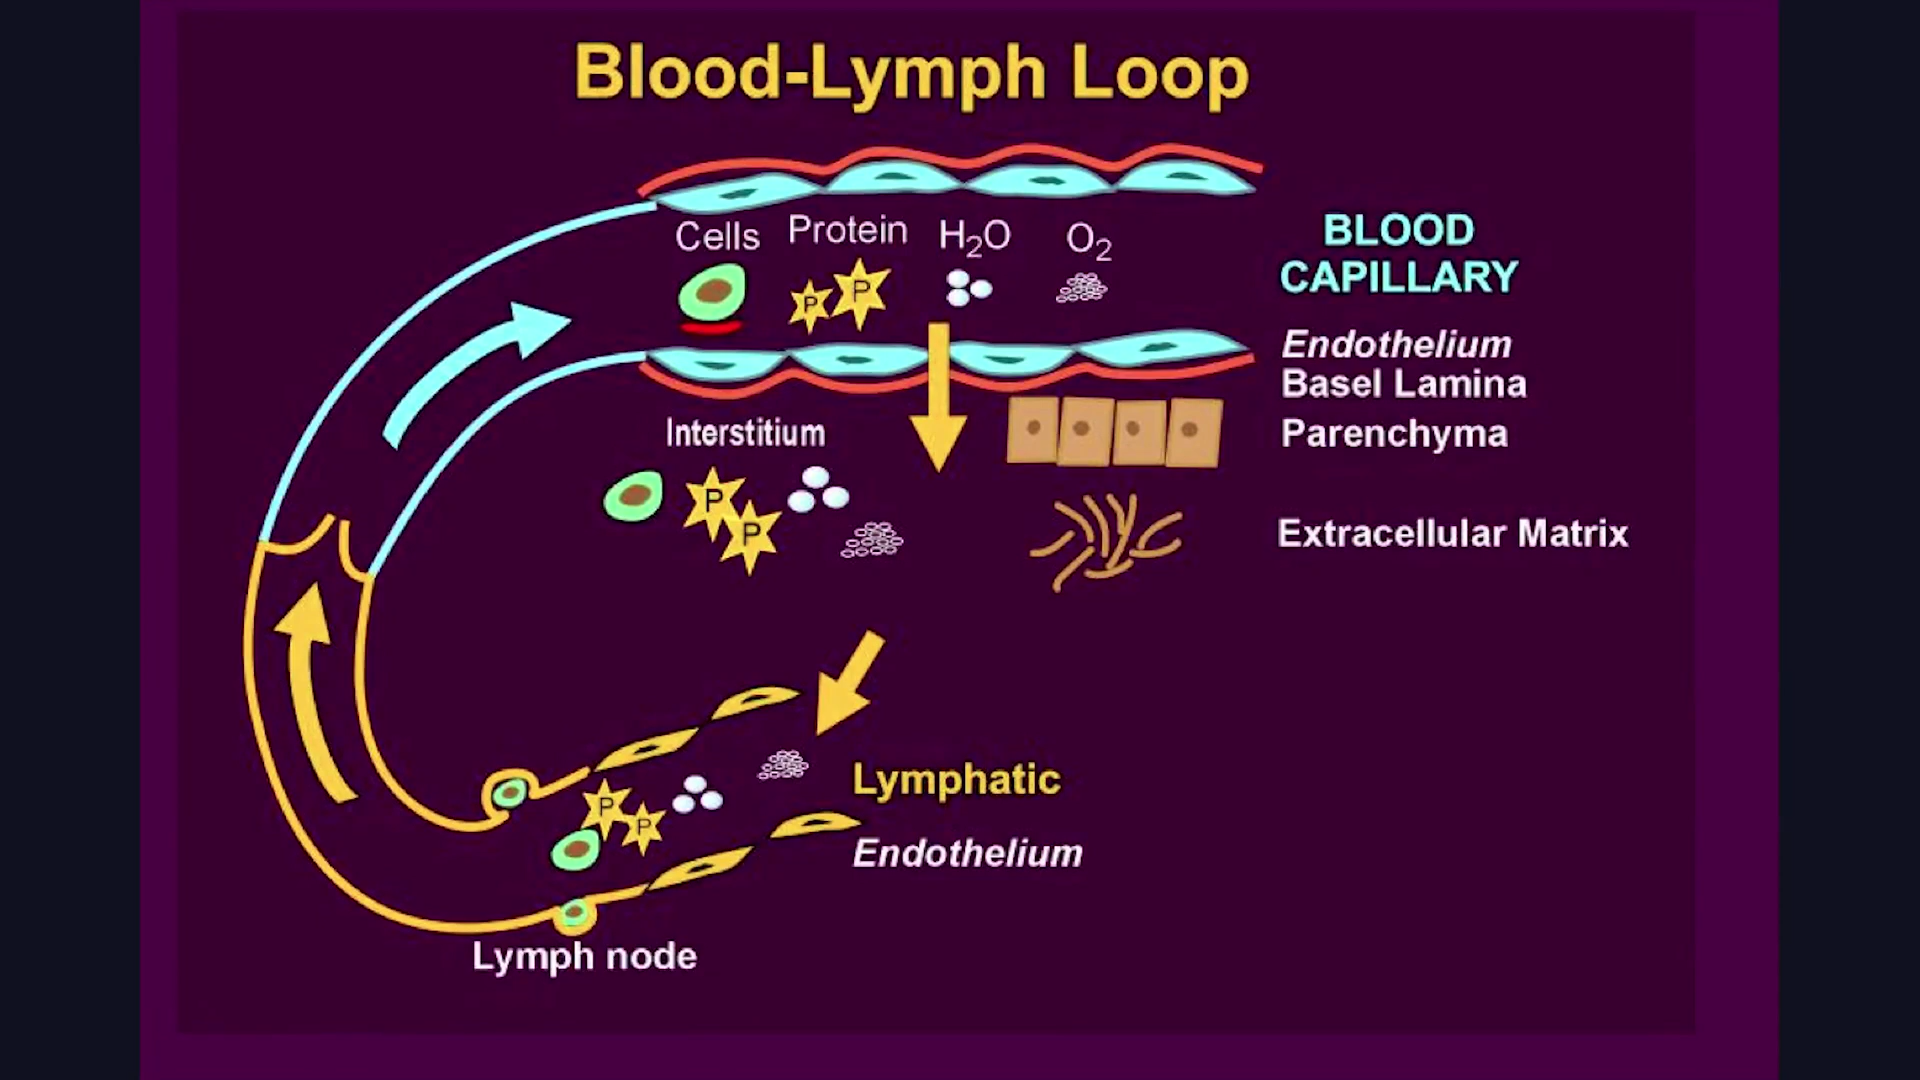 Blood-Lymph Loop
Cells Protein H₂O O₂
P P
BLOOD
CAPILLARY
Endothelium
Basel Lamina
Parenchyma
Interstitium
P
P
Extracellular Matrix
Lymphatic
P
P
Endothelium
Lymph node